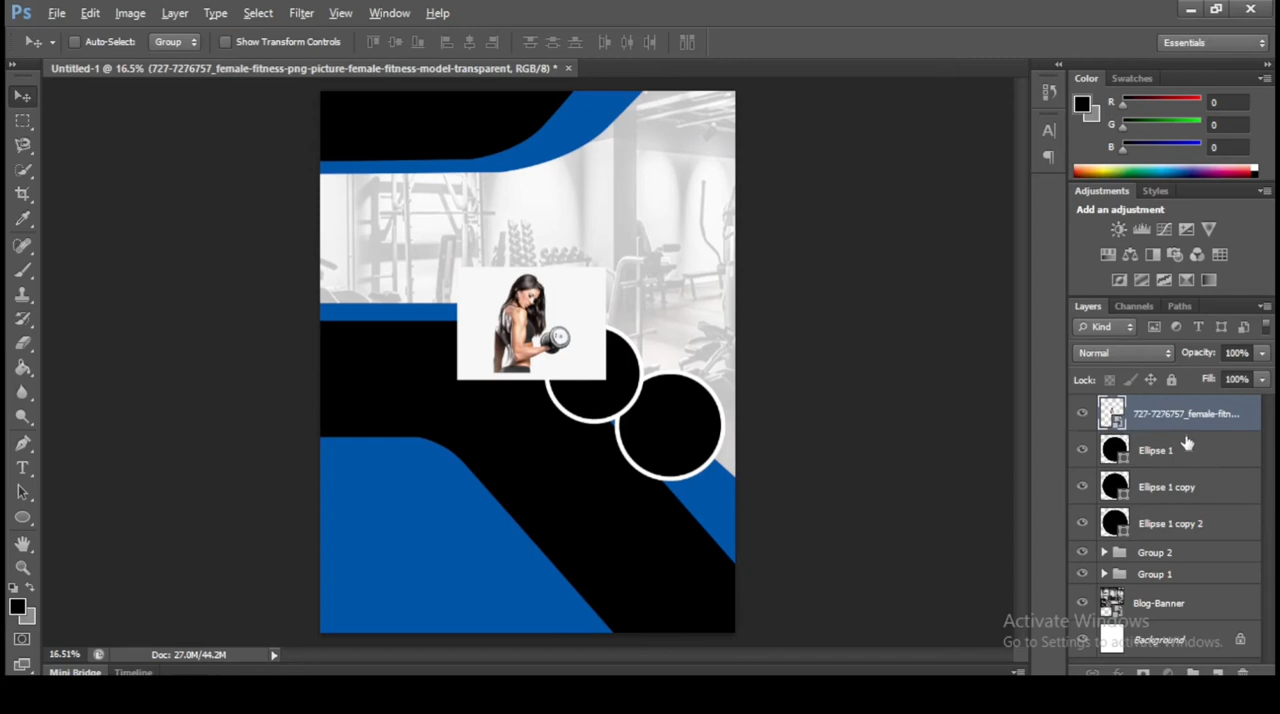 Ps File Edit Image Layer Type Select Filter View Window Help
Auto-Select: Group Show Transform Controls Essentials
Untitled-1 @ 16.5% (727-7276757_female-fitness-png-picture-female-fitness-model-transparent, RGB/8) * ×
Color Swatches
R 0
G 0
B 0
Adjustments Styles
Add an adjustment
Layers Channels Paths
Kind
Normal Opacity: 100%
Lock: Fill: 100%
727-7276757_female-fitn...
Ellipse 1
Ellipse 1 copy
Ellipse 1 copy 2
Group 2
Group 1
Blog-Banner
Background
Activate Windows
Go to Settings to activate Windows.
16.51% Doc: 27.0M/44.2M
Mini Bridge Timeline